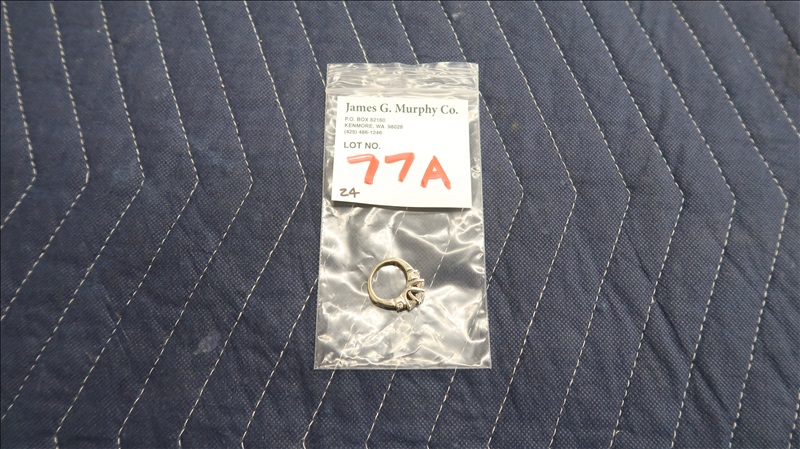 James G. Murphy Co.
P.O. BOX 82160
KENMORE, WA 98028
(425) 486-1246
LOT NO.
77A
24